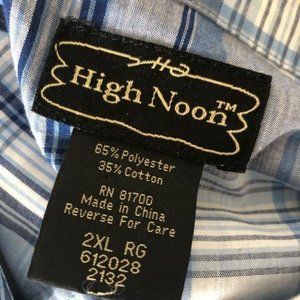 High Noon™
65% Polyester
35% Cotton
RN 81700
Made in China
Reverse For Care
2XL RG
612028
2132